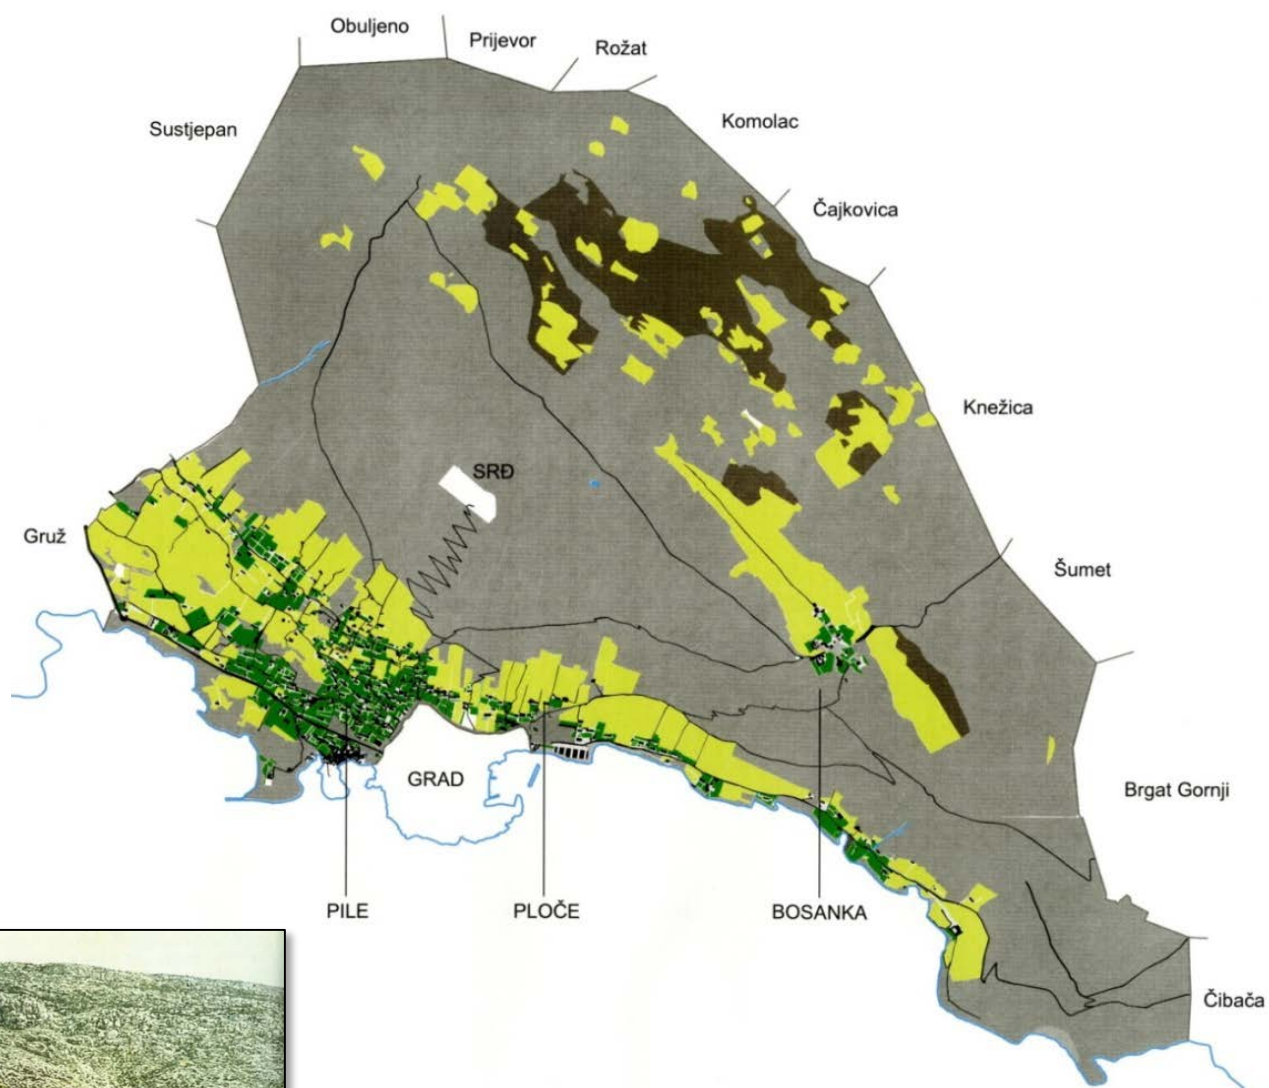 Obuljeno
Prijevor
Rožat
Sustjepan
Komolac
Čajkovica
Knežica
SRĐ
Gruž
Šumet
GRAD
Brgat Gornji
PILE
PLOČE
BOSANKA
Čibača